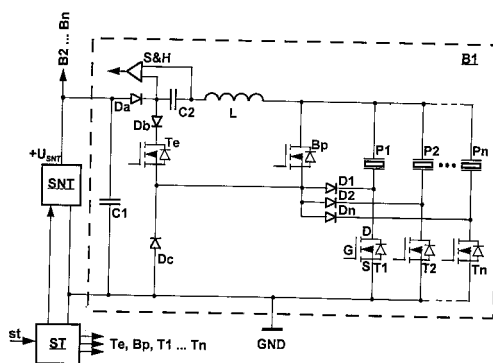 B2 ... Bn
S&H
B1
Da
C2
L
Db
Te
Bp
P1
P2
Pn
+U_SNT
SNT
C1
D1
D2
Dn
Dc
D
G
S
T1
T2
Tn
st
ST
Te, Bp, T1 ... Tn
GND